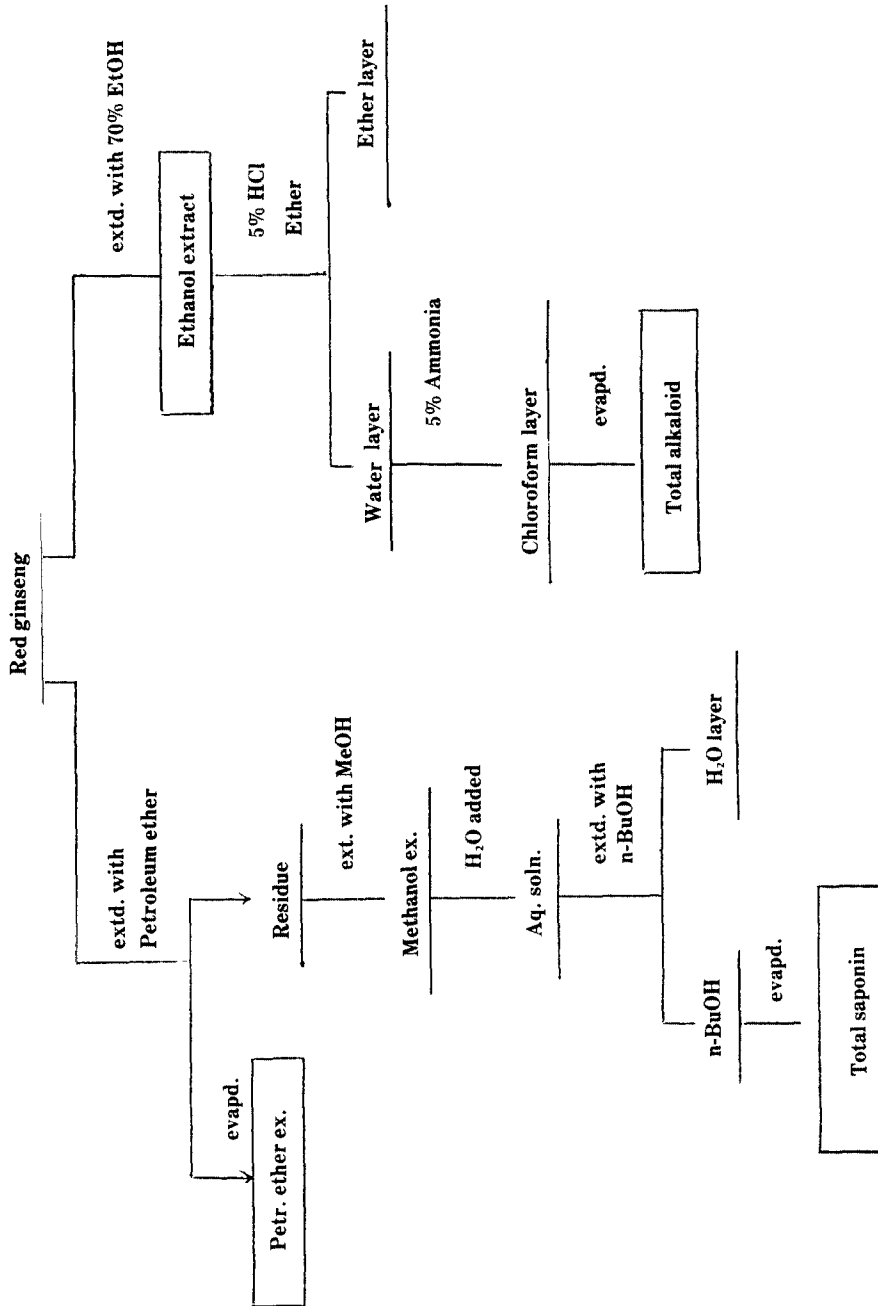 Red ginseng
extd. with
Petroleum ether
evapd.
Petr. ether ex.
Residue
ext. with MeOH
Methanol ex.
H₂O added
Aq. soln.
extd. with
n-BuOH
n-BuOH
H₂O layer
evapd.
Total saponin
extd. with 70% EtOH
Ethanol extract
5% HCl
Ether
Water layer
Ether layer
5% Ammonia
Chloroform layer
evapd.
Total alkaloid